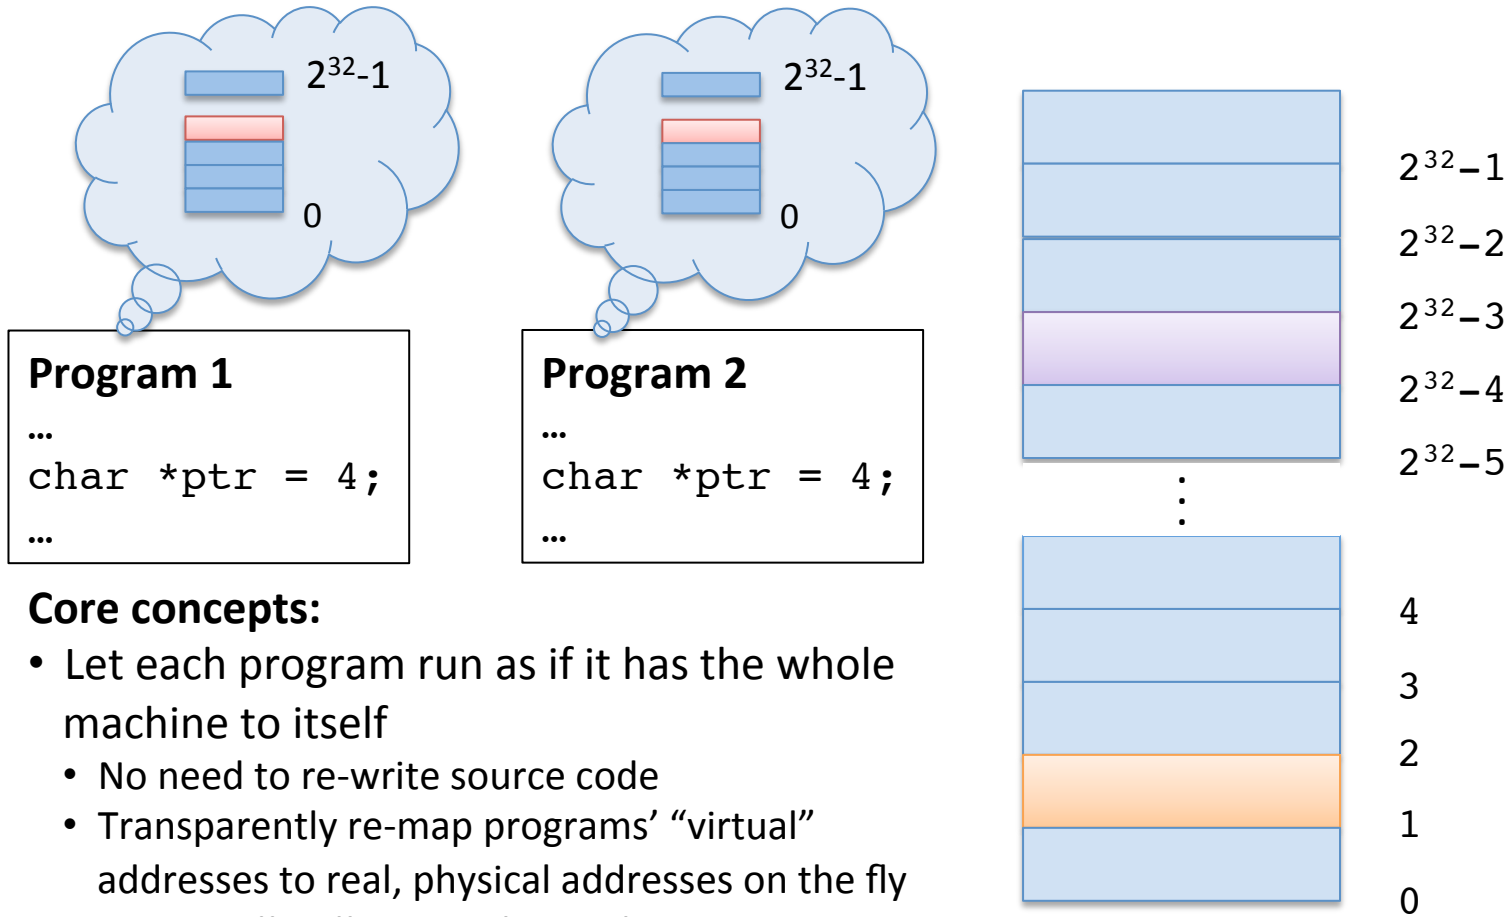 2³²-1
0
2³²-1
0
Program 1
…
char *ptr = 4;
…
Program 2
…
char *ptr = 4;
…
Core concepts:
• Let each program run as if it has the whole
machine to itself
• No need to re-write source code
• Transparently re-map programs’ “virtual”
addresses to real, physical addresses on the fly
2³²–1
2³²–2
2³²–3
2³²–4
2³²–5
⋮
4
3
2
1
0